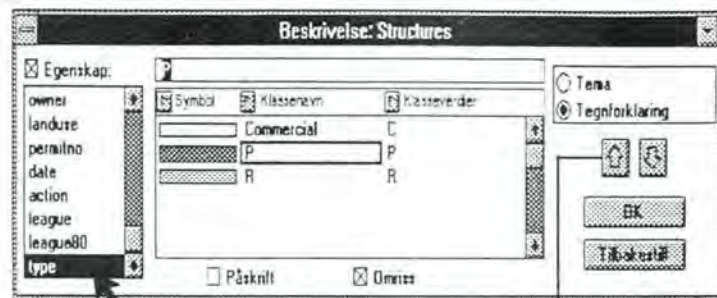 Beskrivelse: Structures
Egenskap:
P
Tema
Tegnforklaring
owner
landuse
permitno
date
action
league
league80
type
Symbol Klassenavn Klasseverdier
Commercial C
P P
R R
OK
Tilbakestill
Påskrift Omriss